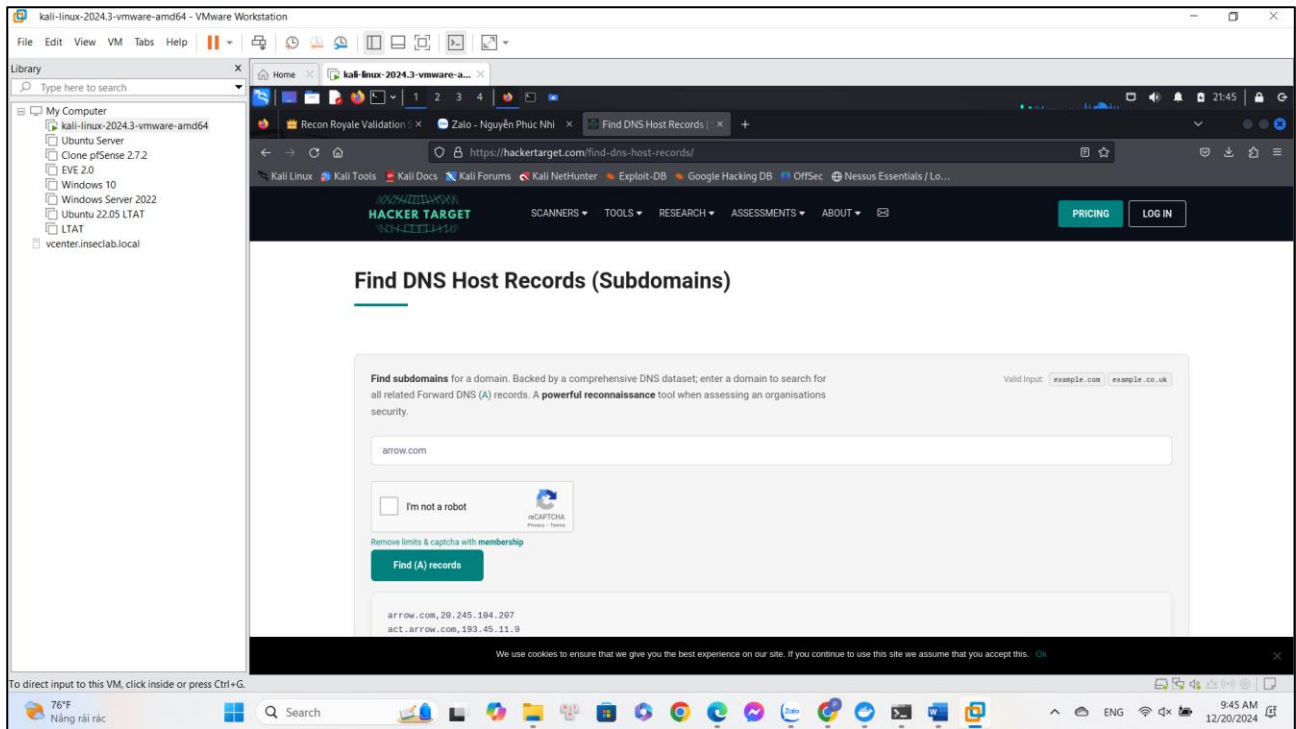 kali-linux-2024.3-vmware-amd64 - VMware Workstation
File Edit View VM Tabs Help
Library
Type here to search
My Computer
kali-linux-2024.3-vmware-amd64
Ubuntu Server
Clone pfSense 2.7.2
EVE 2.0
Windows 10
Windows Server 2022
Ubuntu 22.05 LTAT
LTAT
vcenter.inseclab.local
Home
kali-linux-2024.3-vmware-a...
1 2 3 4
21:45
Recon Royale Validation S
Zalo - Nguyễn Phúc Nhi
Find DNS Host Records |
https://hackertarget.com/find-dns-host-records/
Kali Linux Kali Tools Kali Docs Kali Forums Kali NetHunter Exploit-DB Google Hacking DB OffSec Nessus Essentials / Lo...
HACKER TARGET
SCANNERS TOOLS RESEARCH ASSESSMENTS ABOUT
PRICING LOG IN
Find DNS Host Records (Subdomains)
Find subdomains for a domain. Backed by a comprehensive DNS dataset; enter a domain to search for
all related Forward DNS (A) records. A powerful reconnaissance tool when assessing an organisations
security.
Valid Input: example.com example.co.uk
arrow.com
I'm not a robot
reCAPTCHA
Privacy - Terms
Remove limits & captcha with membership
Find (A) records
arrow.com,20.245.104.207
act.arrow.com,193.45.11.9
We use cookies to ensure that we give you the best experience on our site. If you continue to use this site we assume that you accept this. Ok
To direct input to this VM, click inside or press Ctrl+G.
76°F
Nắng rải rác
Search
ENG
9:45 AM
12/20/2024